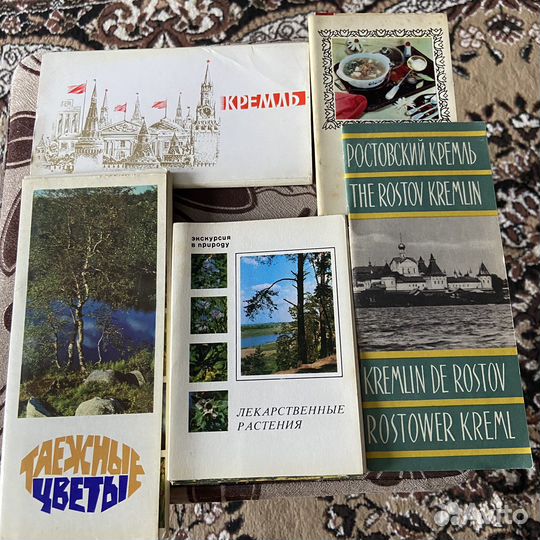 КРЕМЛЬ
РОСТОВСКИЙ КРЕМЛЬ
THE ROSTOV KREMLIN
KREMLIN DE ROSTOV
ROSTOWER KREML
экскурсия
в природу
ЛЕКАРСТВЕННЫЕ
РАСТЕНИЯ
ТАЕЖНЫЕ
ЦВЕТЫ
Avito